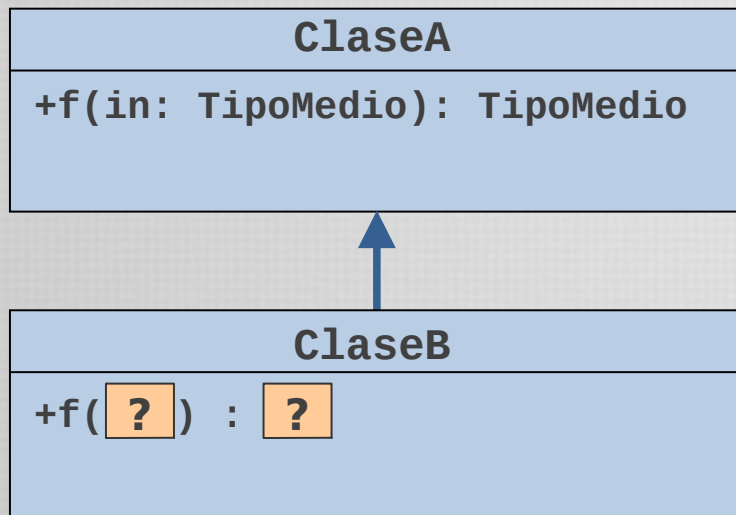 ClaseA
+f(in: TipoMedio): TipoMedio
ClaseB
+f( ? ) : ?